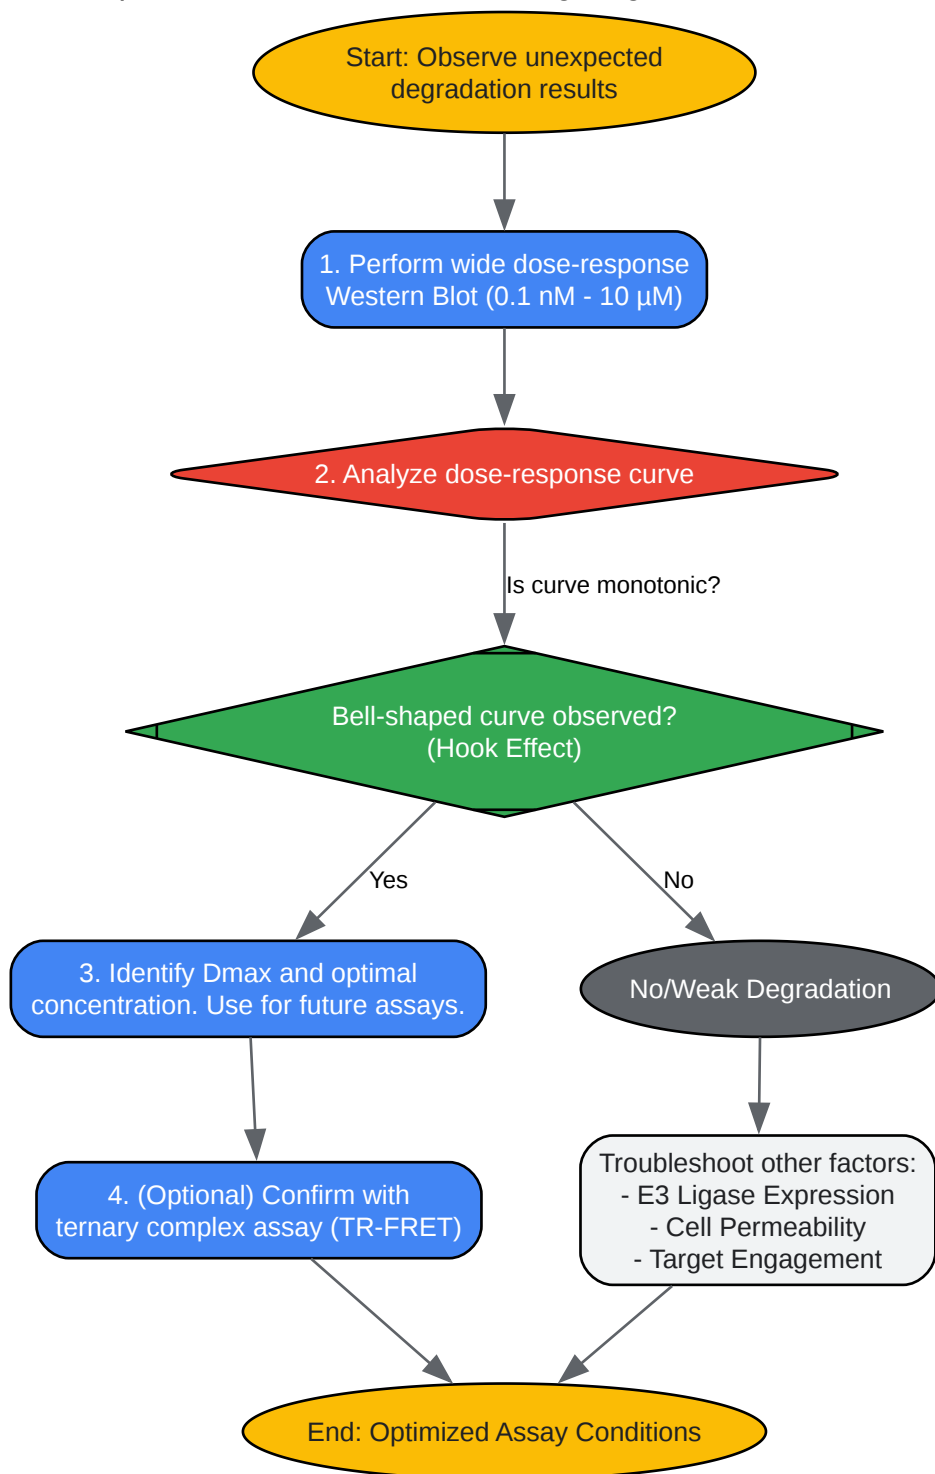 Start: Observe unexpected
degradation results
1. Perform wide dose-response
Western Blot (0.1 nM - 10 µM)
2. Analyze dose-response curve
Is curve monotonic?
Bell-shaped curve observed?
(Hook Effect)
Yes
No
3. Identify Dmax and optimal
concentration. Use for future assays.
No/Weak Degradation
4. (Optional) Confirm with
ternary complex assay (TR-FRET)
Troubleshoot other factors:
- E3 Ligase Expression
- Cell Permeability
- Target Engagement
End: Optimized Assay Conditions